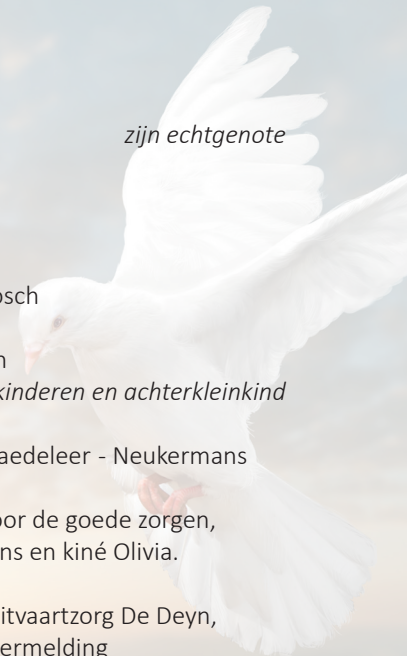 zijn echtgenote
osch
n
kinderen en achterkleinkind
aedeleer - Neukermans
oor de goede zorgen,
ns en kiné Olivia.
itvaartzorg De Deyn,
ermelding